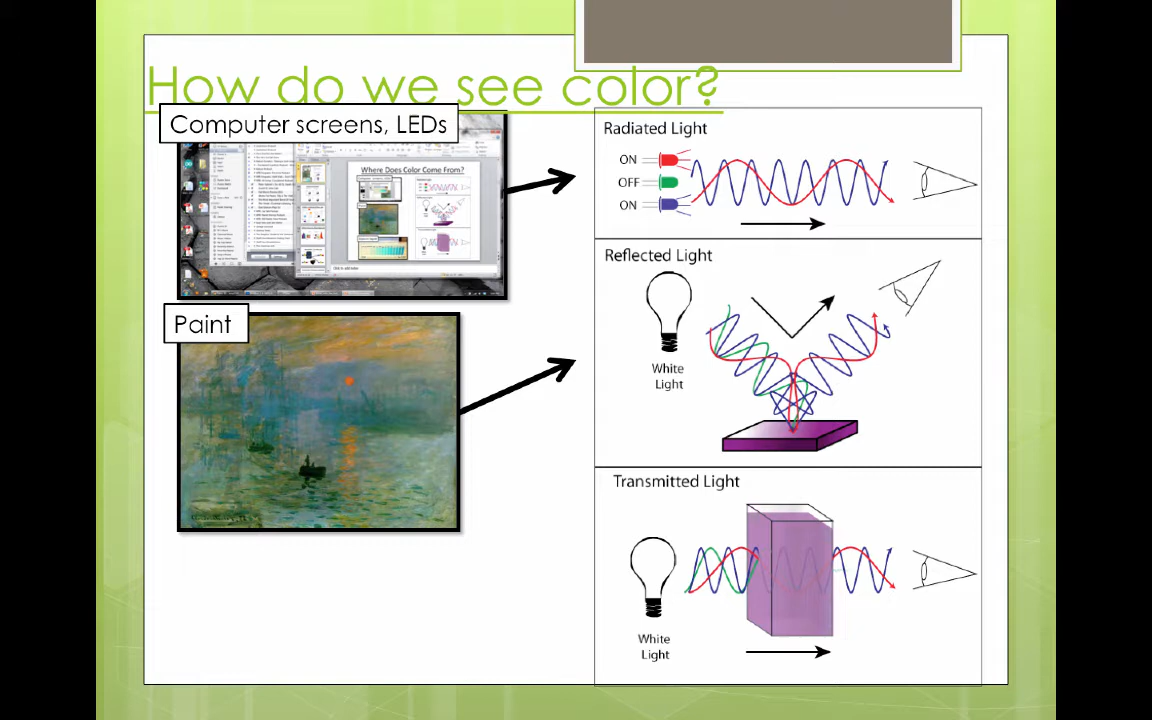 How do we see color?
Computer screens, LEDs
Where Does Color Come From?
Paint
Radiated Light
ON
OFF
ON
Reflected Light
White
Light
Transmitted Light
White
Light